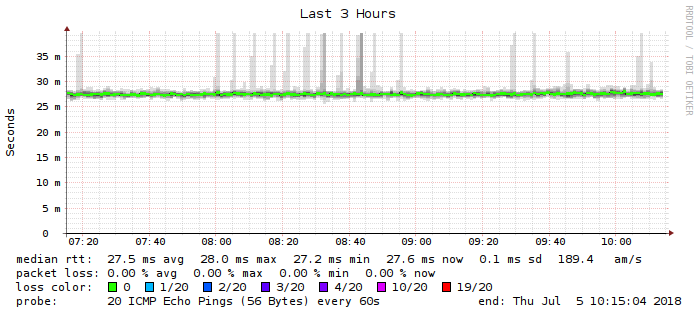 Last 3 Hours
RRDTOOL / TOBI OETIKER
Seconds
35 m
30 m
25 m
20 m
15 m
10 m
5 m
0
07:20 07:40 08:00 08:20 08:40 09:00 09:20 09:40 10:00
median rtt: 27.5 ms avg 28.0 ms max 27.2 ms min 27.6 ms now 0.1 ms sd 189.4 am/s
packet loss: 0.00 % avg 0.00 % max 0.00 % min 0.00 % now
loss color: 0 1/20 2/20 3/20 4/20 10/20 19/20
probe: 20 ICMP Echo Pings (56 Bytes) every 60s end: Thu Jul 5 10:15:04 2018